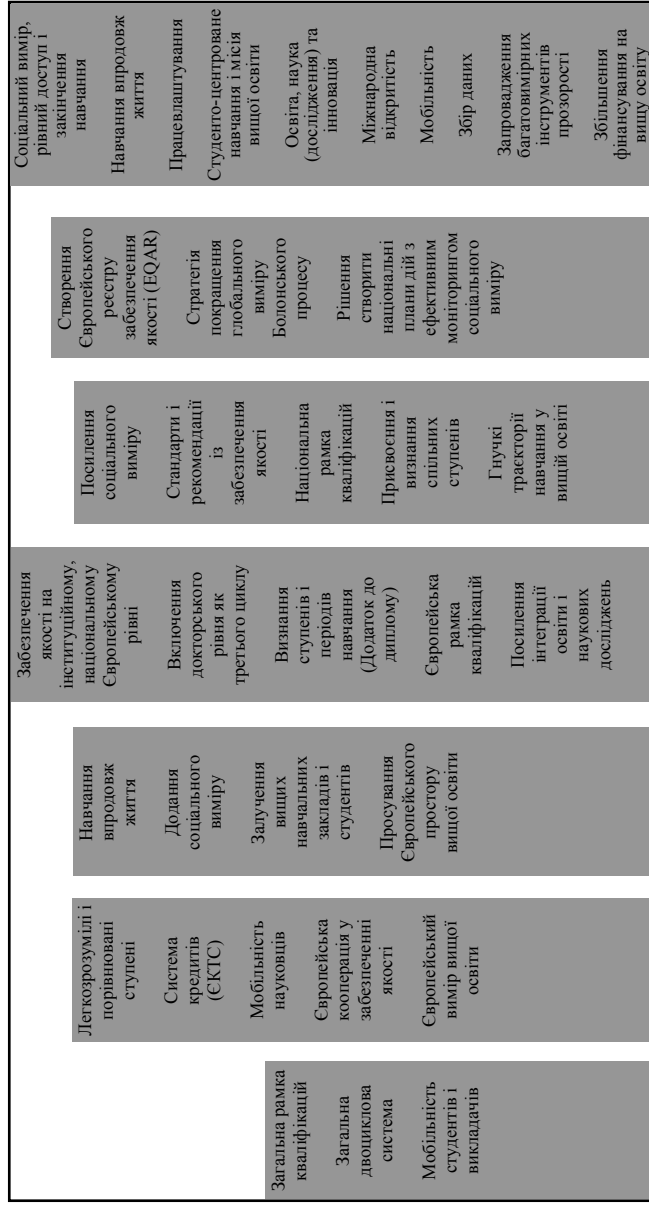 Загальна рамка
кваліфікацій
Загальна
двоциклова
система
Мобільність
студентів і
викладачів
Легкозрозумілі і
порівнювані
ступені
Система
кредитів
(ЄКТС)
Мобільність
науковців
Європейська
кооперація у
забезпеченні
якості
Європейський
вимір вищої
освіти
Навчання
впродовж
життя
Додання
соціального
виміру
Залучення
вищих
навчальних
закладів і
студентів
Просування
Європейського
простору
вищої освіти
Забезпечення
якості на
інституційному,
національному
Європейському
рівні
Включення
докторського
рівня як
третього циклу
Визнання
ступенів і
періодів
навчання
(Додаток до
диплому)
Європейська
рамка
кваліфікацій
Посилення
інтеграції
освіти і
наукових
досліджень
Посилення
соціального
виміру
Стандарти і
рекомендації
із
забезпечення
якості
Національна
рамка
кваліфікацій
Присвоєння і
визнання
спільних
ступенів
Гнучкі
траєкторії
навчання у
вищій освіті
Створення
Європейського
реєстру
забезпечення
якості (EQAR)
Стратегія
покращення
глобального
виміру
Болонського
процесу
Рішення
створити
національні
плани дій з
ефективним
моніторингом
соціального
виміру
Соціальний вимір,
рівний доступ і
закінчення
навчання
Навчання впродовж
життя
Працевлаштування
Студенто-центроване
навчання і місія
вищої освіти
Освіта, наука
(дослідження) та
інновація
Міжнародна
відкритість
Мобільність
Збір даних
Запровадження
багатовимірних
інструментів
прозорості
Збільшення
фінансування на
вищу освіту